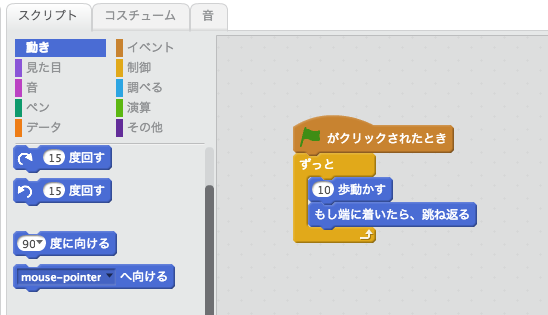 スクリプト コスチューム 音
動き イベント
見た目 制御
音 調べる
ペン 演算
データ その他
15 度回す
15 度回す
90 度に向ける
mouse-pointer へ向ける
がクリックされたとき
ずっと
10 歩動かす
もし端に着いたら、跳ね返る